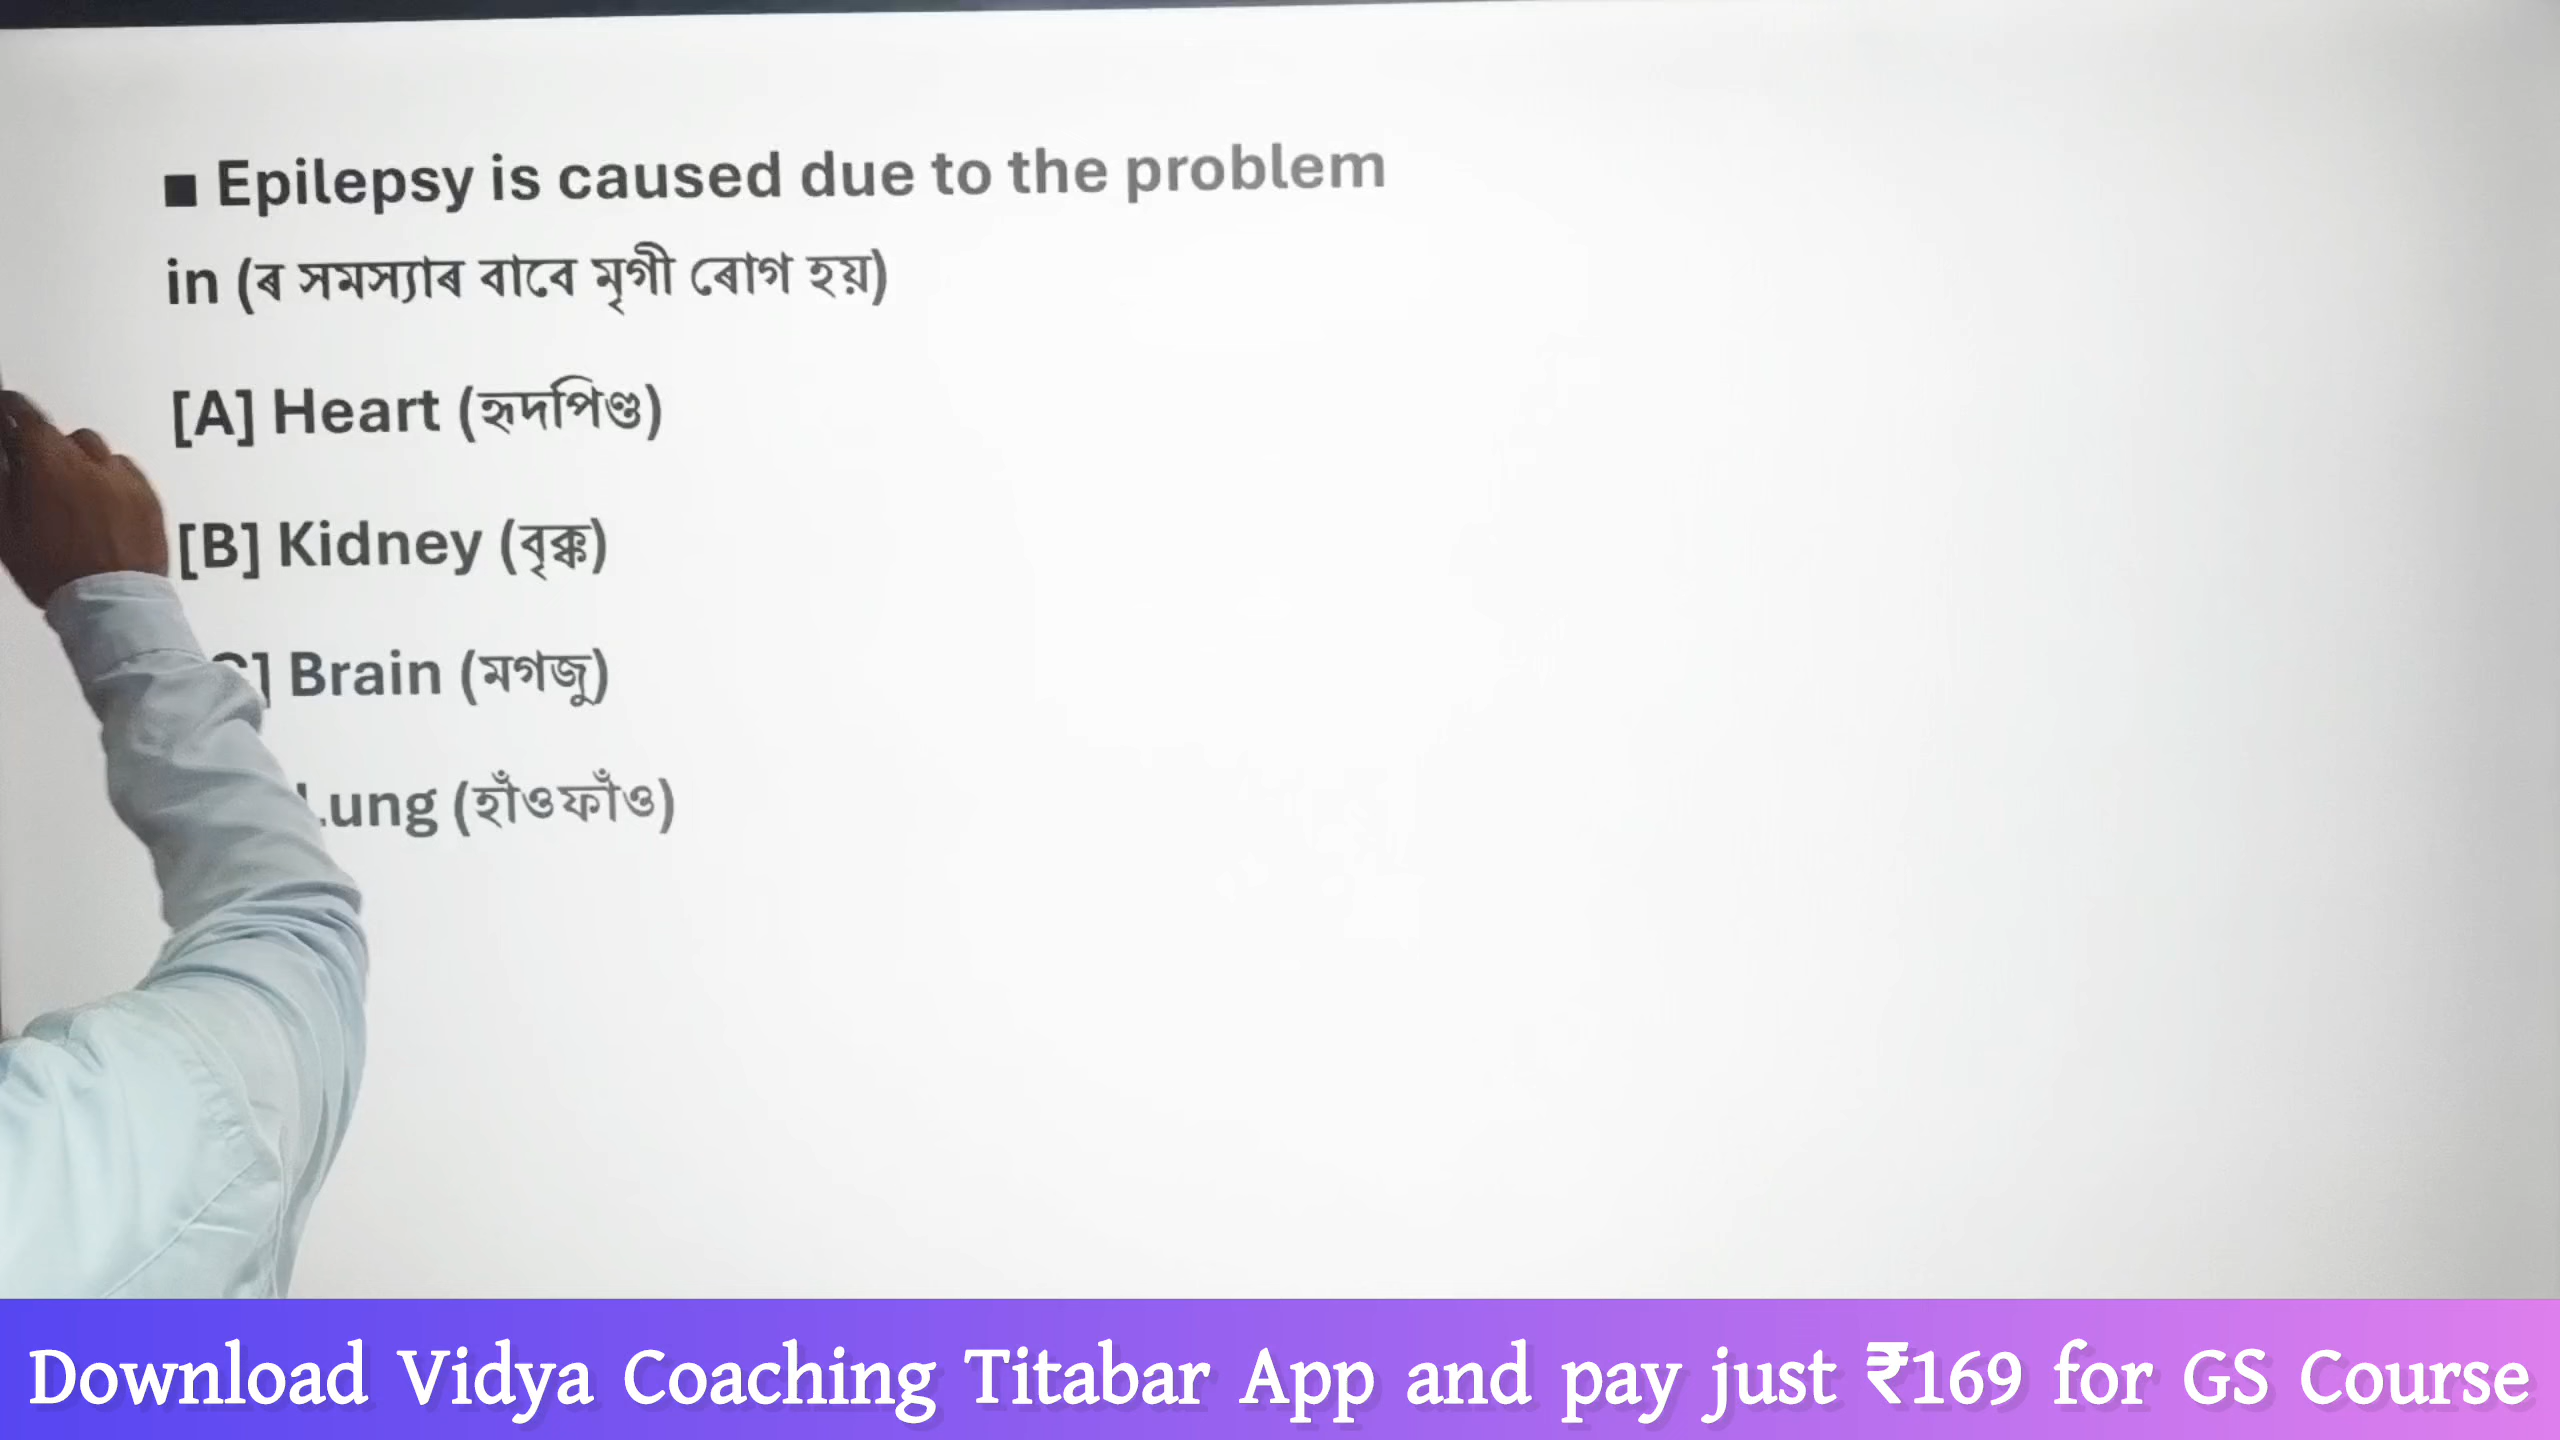 ■ Epilepsy is caused due to the problem
in (ৰ সমস্যাৰ বাবে মৃগী ৰোগ হয়)
[A] Heart (হৃদপিণ্ড)
[B] Kidney (বৃক্ক)
C] Brain (মগজু)
Lung (হাঁওফাঁও)
Download Vidya Coaching Titabar App and pay just ₹169 for GS Course